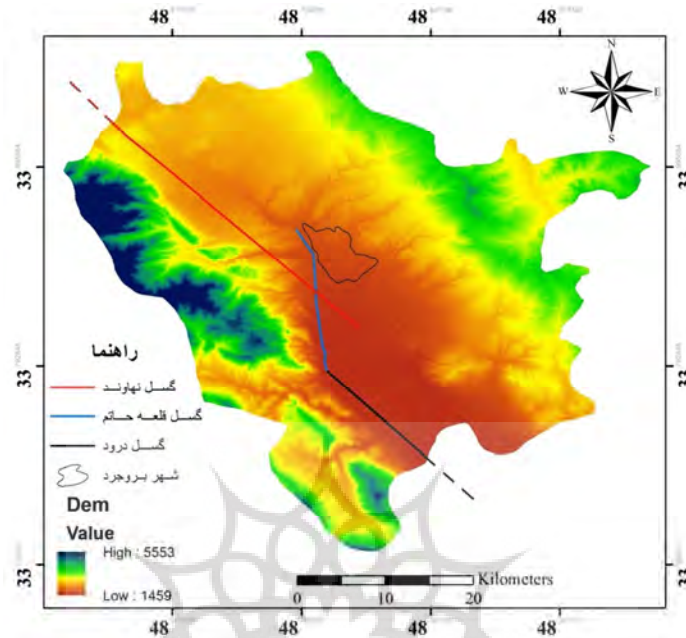 48 48 48 48
N
W E
S
33 33
33 33
33 33
راهنما
گسل نهاوند
گسل قلعه حاتم
گسل درود
شهر بروجرد
Dem
Value
High : 5553
Low : 1459
Kilometers
0 10 20
48 48 48 48